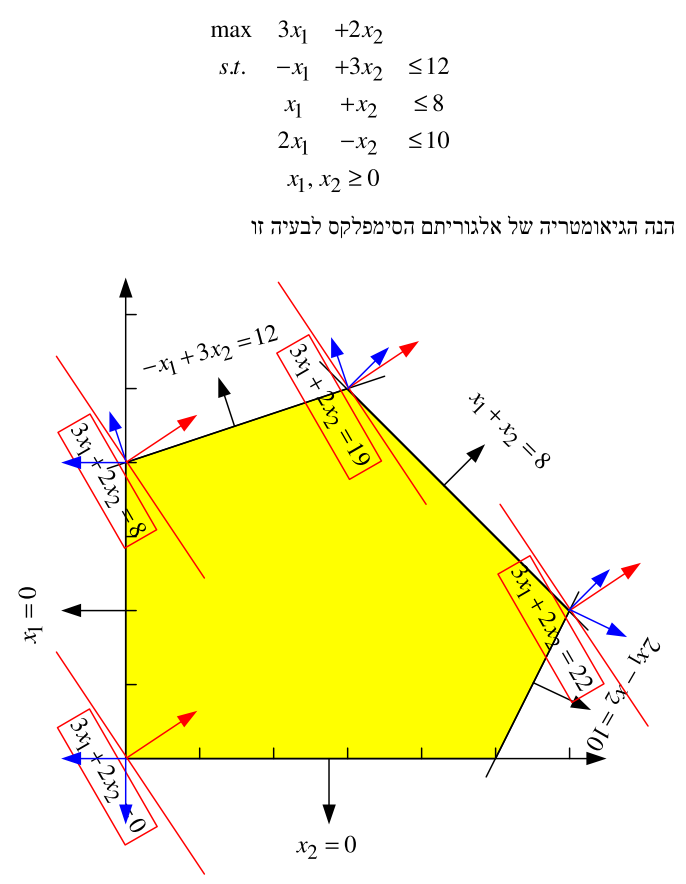 max 3x₁ +2x₂
s.t. −x₁ +3x₂ ≤12
x₁ +x₂ ≤8
2x₁ −x₂ ≤10
x₁, x₂ ≥0
הנה הגיאומטריה של אלגוריתם הסימפלקס לבעיה זו
−x₁+3x₂=12
3x₁+2x₂=19
x₁+x₂=8
3x₁+2x₂=8
3x₁+2x₂=22
2x₁−x₂=10
x₁=0
3x₁+2x₂=0
x₂=0